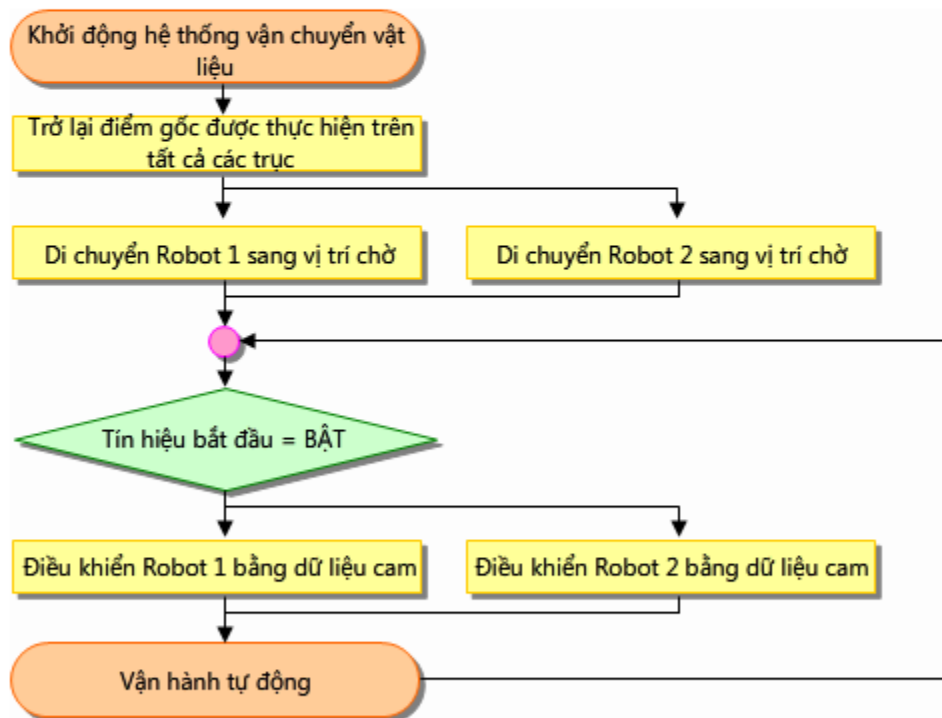 Khởi động hệ thống vận chuyển vật
liệu
Trở lại điểm gốc được thực hiện trên
tất cả các trục
Di chuyển Robot 1 sang vị trí chờ
Di chuyển Robot 2 sang vị trí chờ
Tín hiệu bắt đầu = BẬT
Điều khiển Robot 1 bằng dữ liệu cam
Điều khiển Robot 2 bằng dữ liệu cam
Vận hành tự động